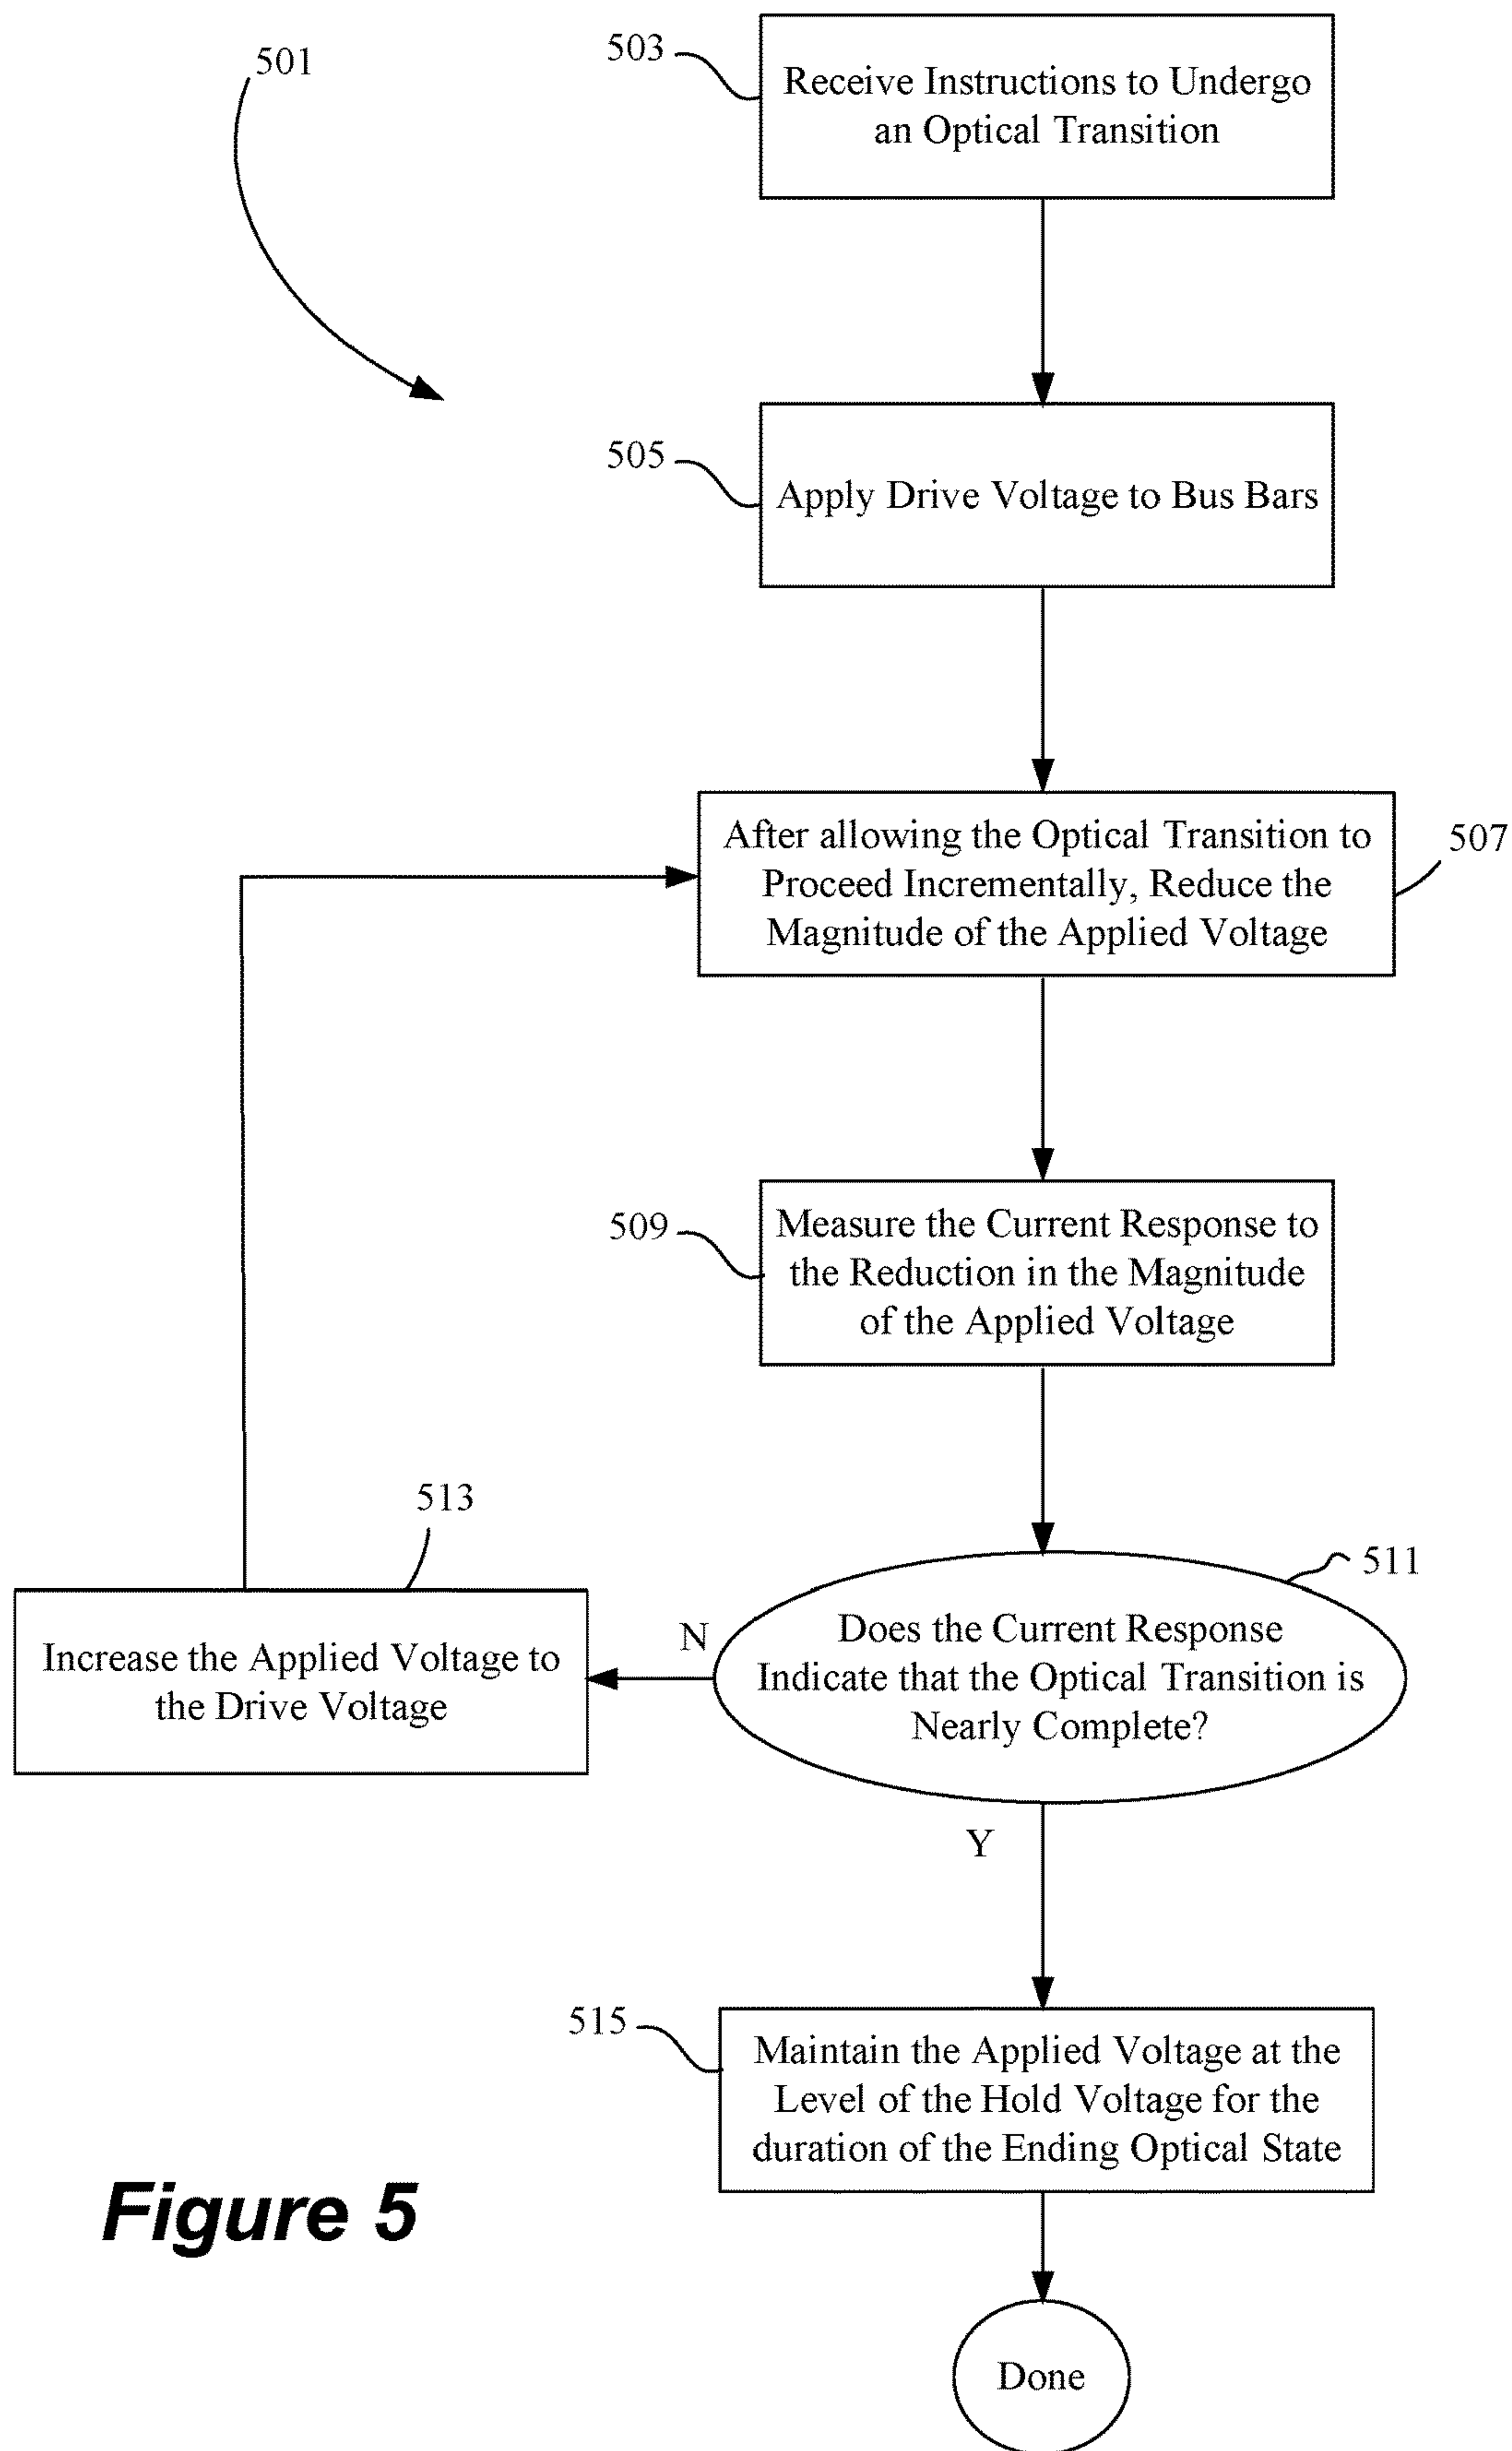 501
503
Receive Instructions to Undergo
an Optical Transition
505
Apply Drive Voltage to Bus Bars
After allowing the Optical Transition to
Proceed Incrementally, Reduce the
Magnitude of the Applied Voltage
507
509
Measure the Current Response to
the Reduction in the Magnitude
of the Applied Voltage
513
Increase the Applied Voltage to
the Drive Voltage
N
511
Does the Current Response
Indicate that the Optical Transition is
Nearly Complete?
Y
515
Maintain the Applied Voltage at the
Level of the Hold Voltage for the
duration of the Ending Optical State
Figure 5
Done